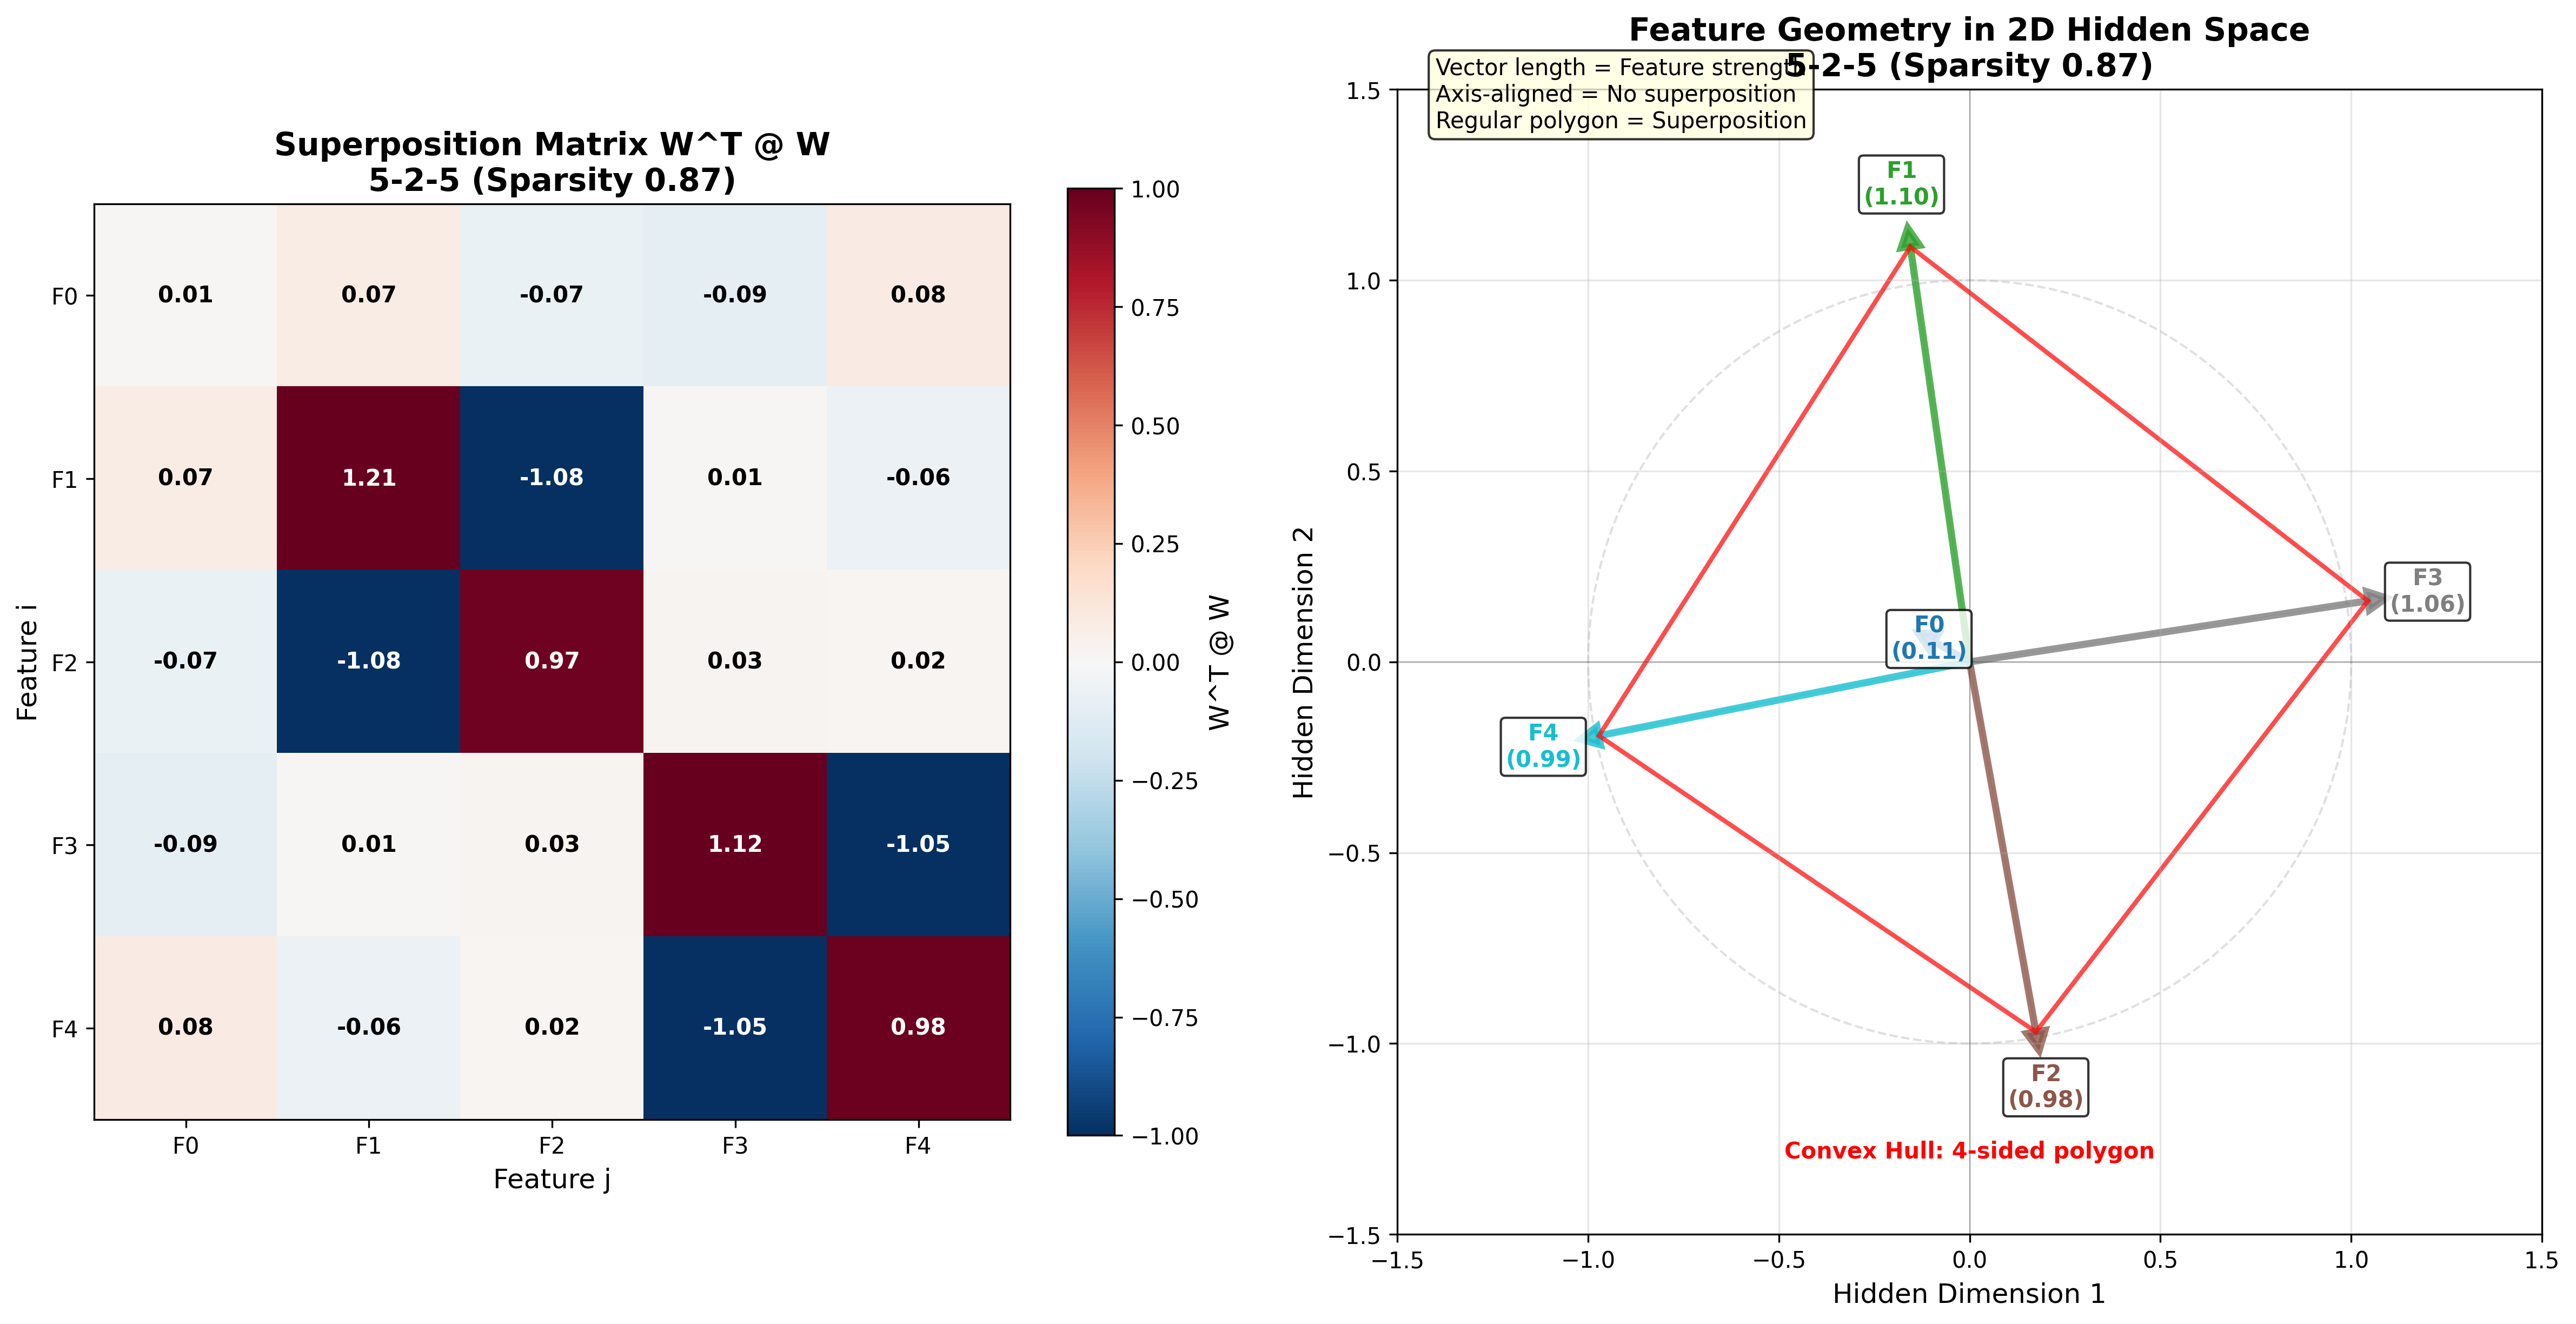 Superposition Matrix W^T @ W
5-2-5 (Sparsity 0.87)
F0
F1
F2
F3
F4
Feature i
0.01 0.07 -0.07 -0.09 0.08
0.07 1.21 -1.08 0.01 -0.06
-0.07 -1.08 0.97 0.03 0.02
-0.09 0.01 0.03 1.12 -1.05
0.08 -0.06 0.02 -1.05 0.98
F0 F1 F2 F3 F4
Feature j
1.00
0.75
0.50
0.25
0.00
−0.25
−0.50
−0.75
−1.00
W^T @ W
Feature Geometry in 2D Hidden Space
5-2-5 (Sparsity 0.87)
Vector length = Feature strength
Axis-aligned = No superposition
Regular polygon = Superposition
F1
(1.10)
F3
(1.06)
F0
(0.11)
F4
(0.99)
F2
(0.98)
Convex Hull: 4-sided polygon
1.5
1.0
0.5
0.0
−0.5
−1.0
−1.5
Hidden Dimension 2
−1.5 −1.0 −0.5 0.0 0.5 1.0 1.5
Hidden Dimension 1